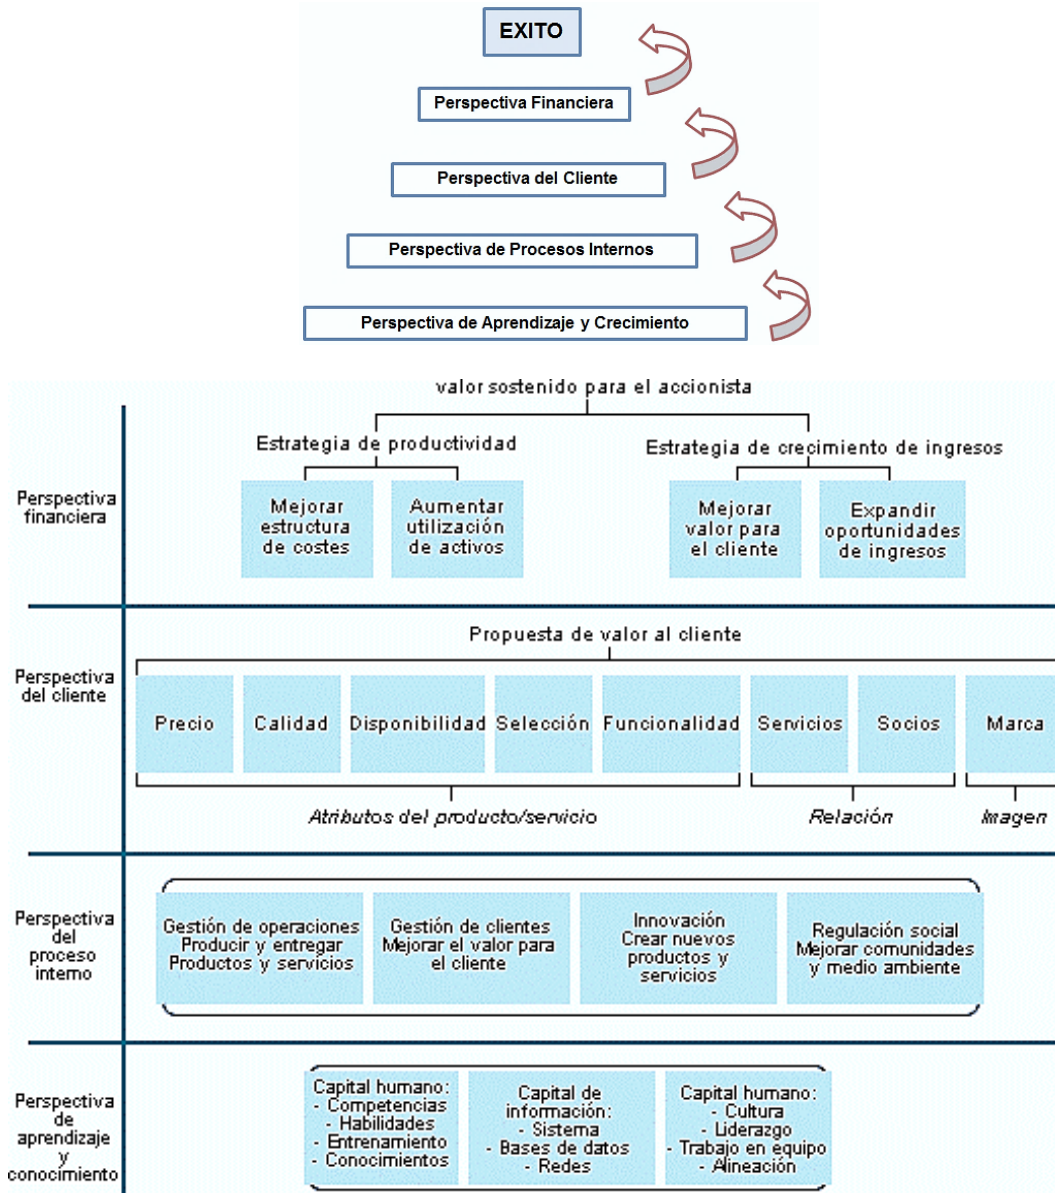 EXITO
Perspectiva Financiera
Perspectiva del Cliente
Perspectiva de Procesos Internos
Perspectiva de Aprendizaje y Crecimiento
valor sostenido para el accionista
Estrategia de productividad
Estrategia de crecimiento de ingresos
Perspectiva
financiera
Mejorar
estructura
de costes
Aumentar
utilización
de activos
Mejorar
valor para
el cliente
Expandir
oportunidades
de ingresos
Propuesta de valor al cliente
Perspectiva
del cliente
Precio
Calidad
Disponibilidad
Selección
Funcionalidad
Servicios
Socios
Marca
Atributos del producto/servicio
Relación
Imagen
Perspectiva
del
proceso
interno
Gestión de operaciones
Producir y entregar
Productos y servicios
Gestión de clientes
Mejorar el valor para
el cliente
Innovación
Crear nuevos
productos y
servicios
Regulación social
Mejorar comunidades
y medio ambiente
Perspectiva
de
aprendizaje
y
conocimiento
Capital humano:
- Competencias
- Habilidades
- Entrenamiento
- Conocimientos
Capital de
información:
- Sistema
- Bases de datos
- Redes
Capital humano:
- Cultura
- Liderazgo
- Trabajo en equipo
- Alineación